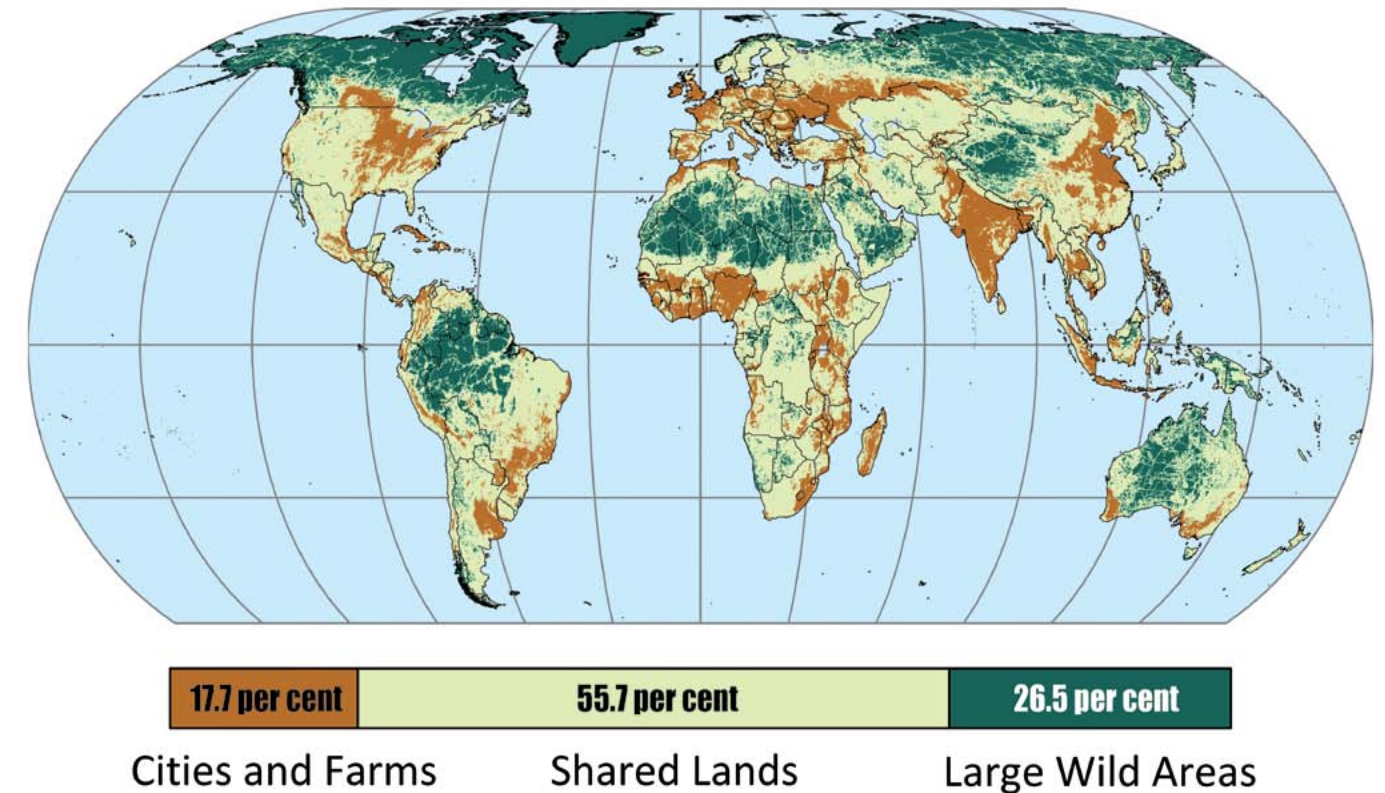 17.7 per cent 55.7 per cent 26.5 per cent
Cities and Farms Shared Lands Large Wild Areas